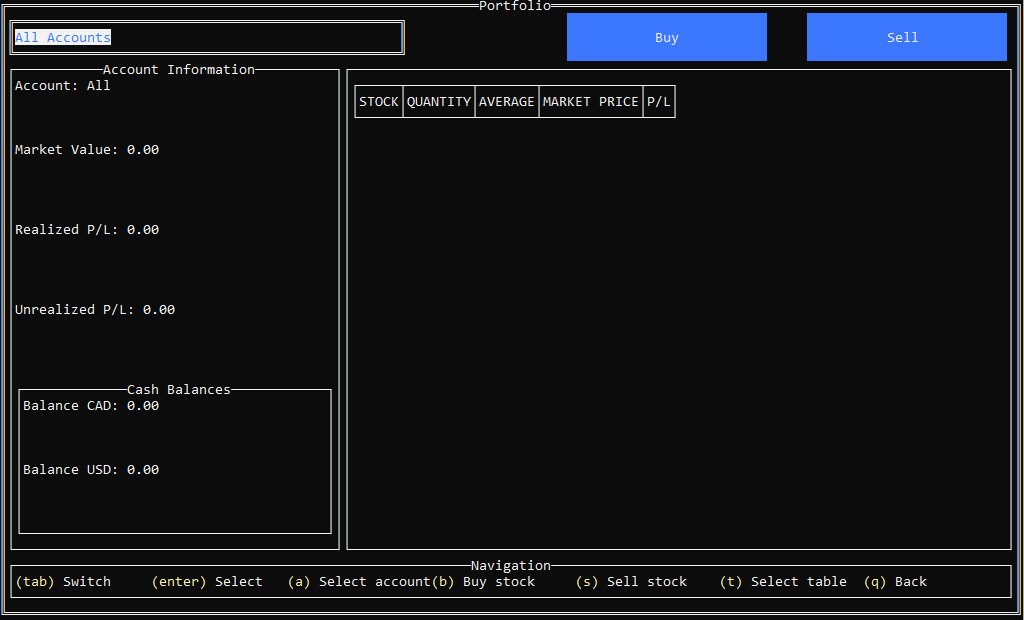 Portfolio
All Accounts
Buy
Sell
Account Information
Account: All
STOCK QUANTITY AVERAGE MARKET PRICE P/L
Market Value: 0.00
Realized P/L: 0.00
Unrealized P/L: 0.00
Cash Balances
Balance CAD: 0.00
Balance USD: 0.00
Navigation
(tab) Switch (enter) Select (a) Select account(b) Buy stock (s) Sell stock (t) Select table (q) Back